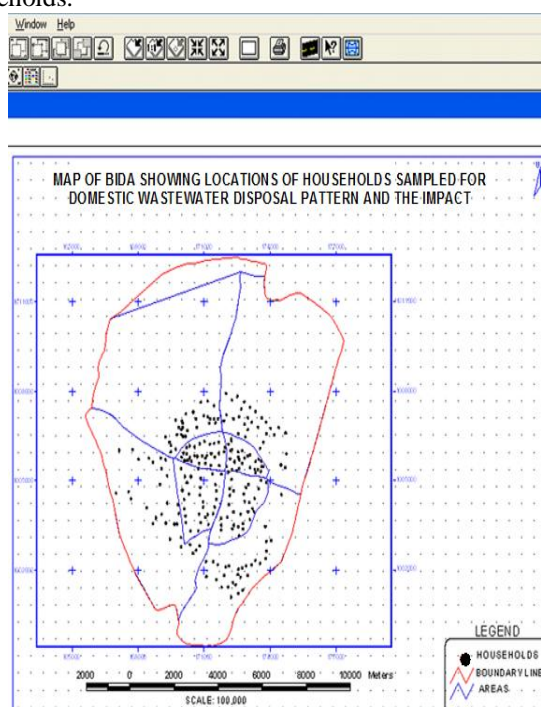 eholds.
Window Help
MAP OF BIDA SHOWING LOCATIONS OF HOUSEHOLDS SAMPLED FOR
DOMESTIC WASTEWATER DISPOSAL PATTERN AND THE IMPACT
LEGEND
HOUSEHOLDS
BOUNDARY LINE
AREAS
2000 0 2000 4000 6000 8000 10000 Meters
SCALE: 100,000